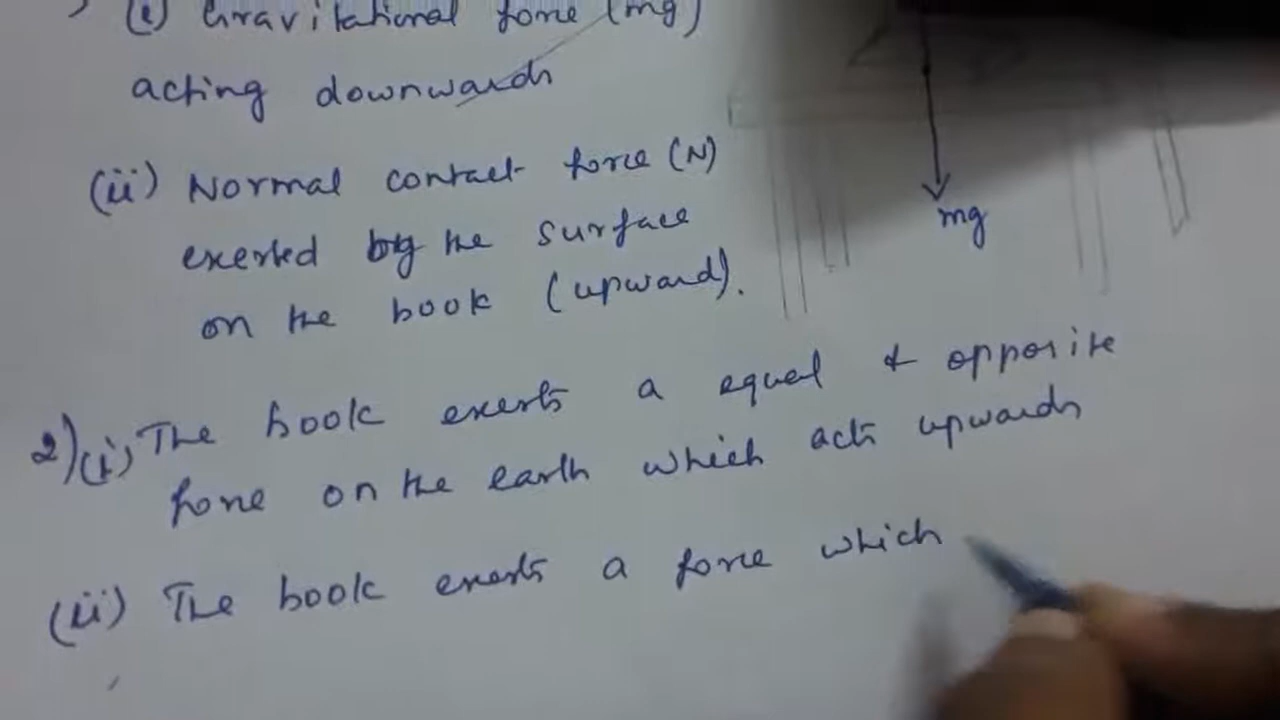 (i) Gravitational force (mg)
acting downwards
(ii) Normal contact force (N)
exerted by the surface
on the book (upward).
mg
2)(i) The book exerts a equal & opposite
force on the earth which acts upwards
(ii) The book exerts a force which